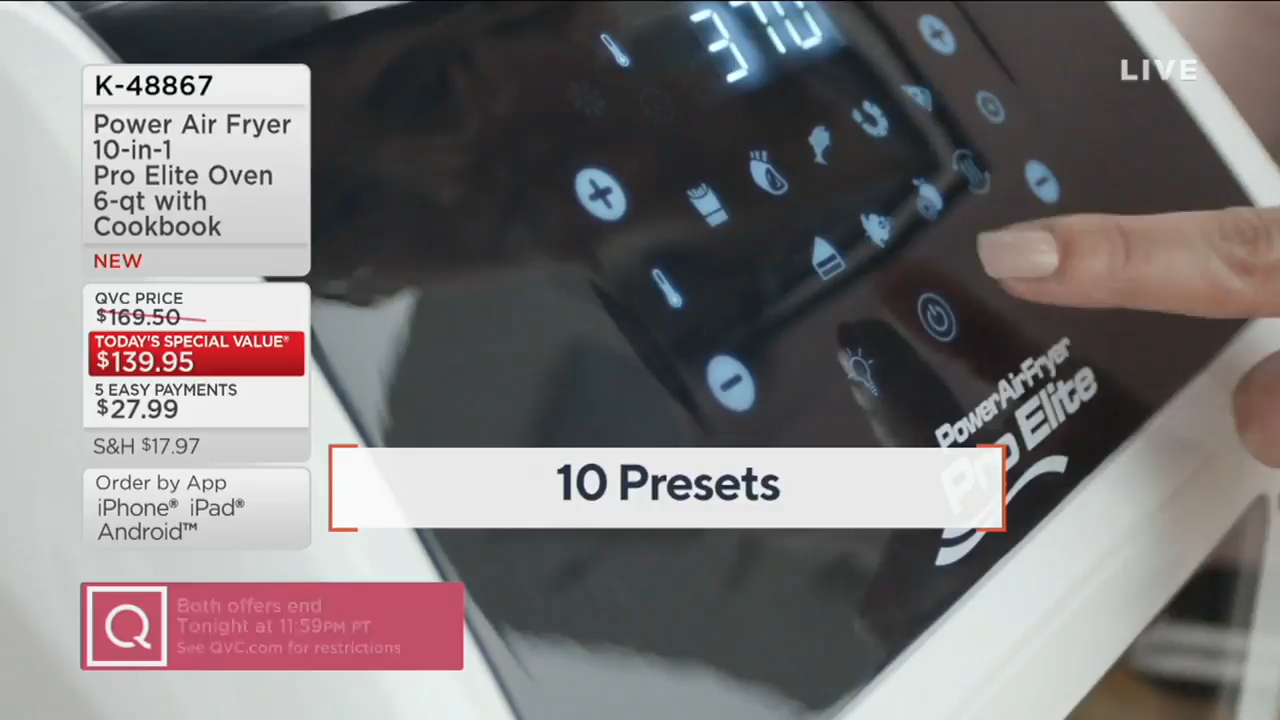 K-48867
Power Air Fryer
10-in-1
Pro Elite Oven
6-qt with
Cookbook
NEW
QVC PRICE
$169.50
TODAY'S SPECIAL VALUE®
$139.95
5 EASY PAYMENTS
$27.99
S&H $17.97
Order by App
iPhone® iPad®
Android™
Q
Both offers end
Tonight at 11:59PM PT
See QVC.com for restrictions
10 Presets
LIVE
370
PowerAirFryer
Pro Elite